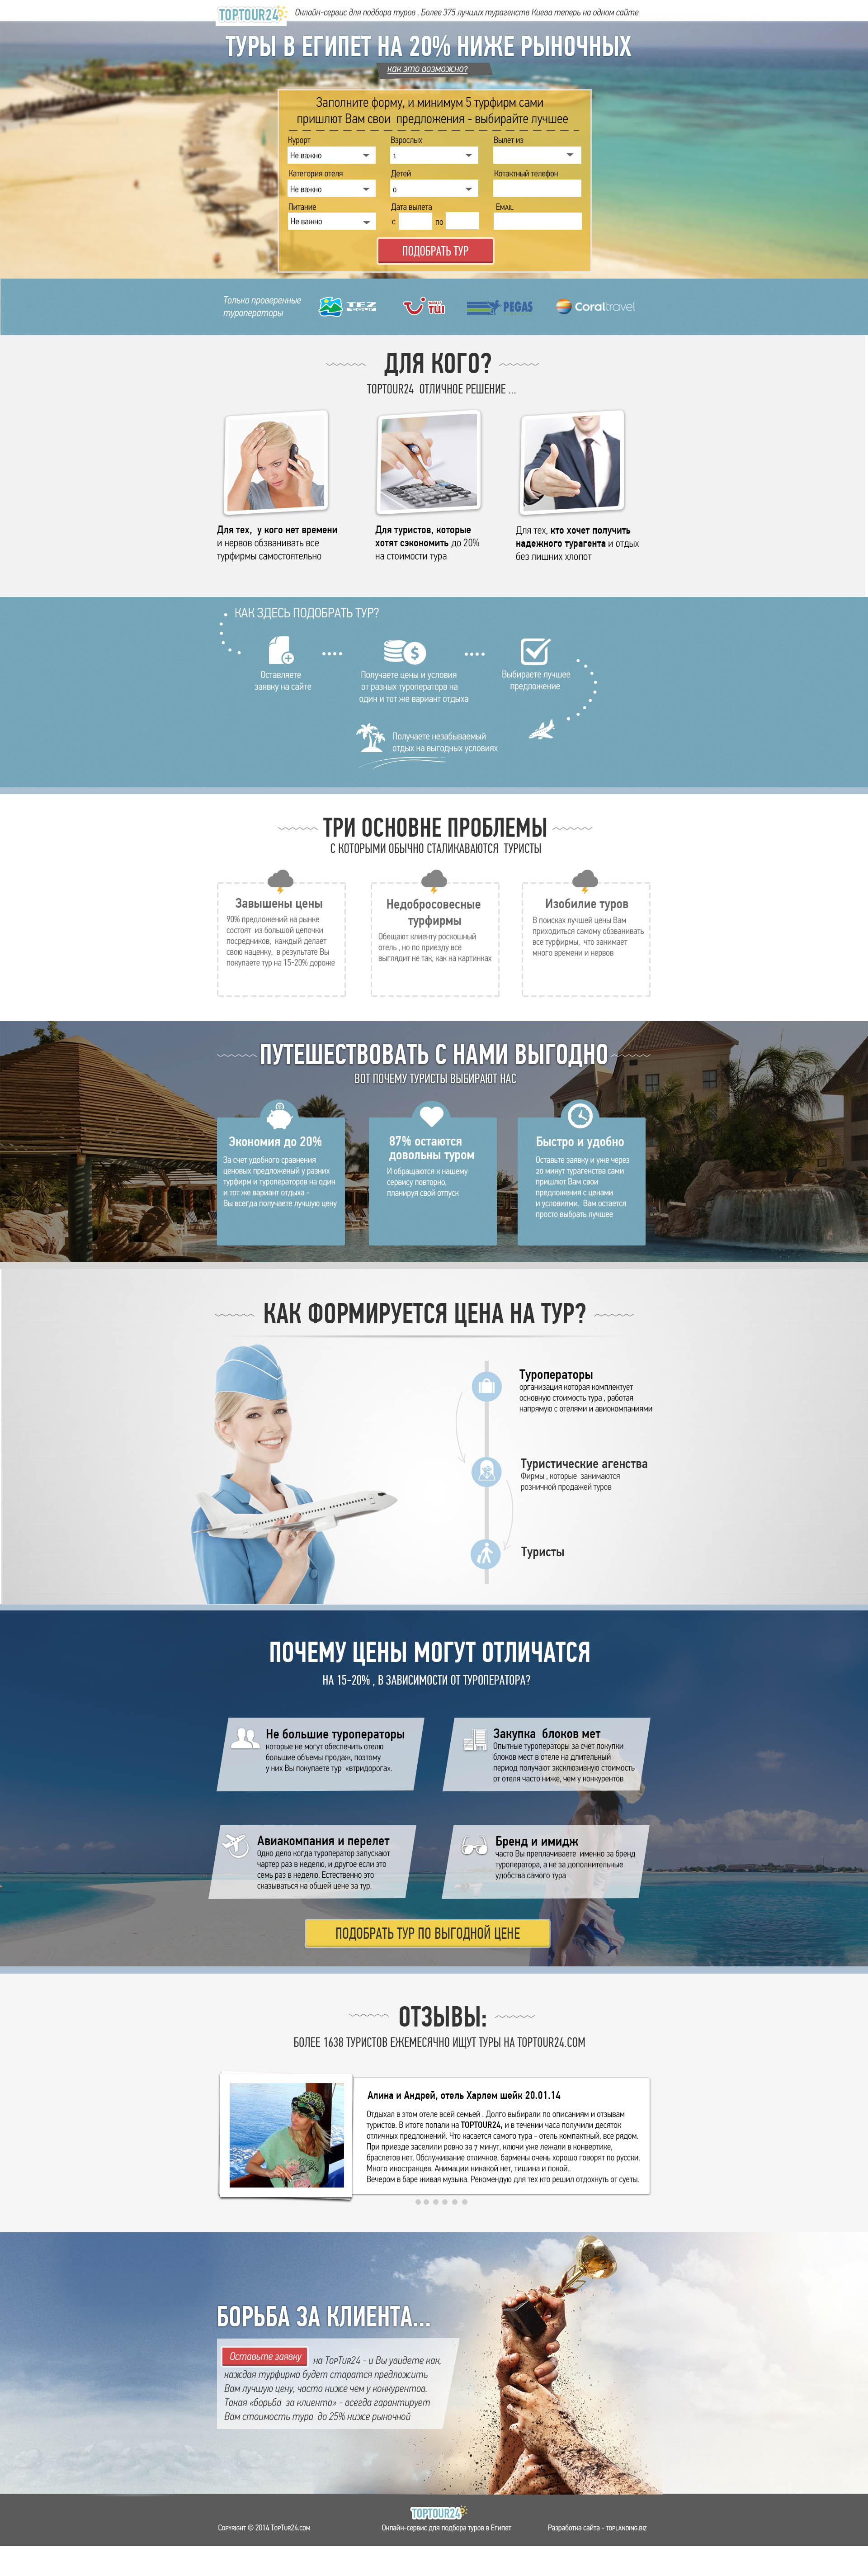 TOPTOUR24
Онлайн-сервис для подбора туров . Более 375 лучших турагенств Киева теперь на одном сайте
ТУРЫ В ЕГИПЕТ НА 20% НИЖЕ РЫНОЧНЫХ
как это возможно?
Заполните форму, и минимум 5 турфирм сами
пришлют Вам свои предложения - выбирайте лучшее
Курорт
Взрослых
Вылет из
Не важно
1
Категория отеля
Детей
Котактный телефон
Не важно
0
Питание
Дата вылета
Email
Не важно
с
по
ПОДОБРАТЬ ТУР
Только проверенные
туроператоры
TEZ
TUI
PEGAS
Coraltravel
ДЛЯ КОГО?
TOPTOUR24 ОТЛИЧНОЕ РЕШЕНИЕ ...
Для тех, у кого нет времени
и нервов обзванивать все
турфирмы самостоятельно
Для туристов, которые
хотят сэкономить до 20%
на стоимости тура
Для тех, кто хочет получить
надежного турагента и отдых
без лишних хлопот
КАК ЗДЕСЬ ПОДОБРАТЬ ТУР?
Оставляете
заявку на сайте
Получаете цены и условия
от разных туроператорв на
один и тот же вариант отдыха
Выбираете лучшее
предложение
Получаете незабываемый
отдых на выгодных условиях
ТРИ ОСНОВНЕ ПРОБЛЕМЫ
С КОТОРЫМИ ОБЫЧНО СТАЛИКАВАЮТСЯ ТУРИСТЫ
Завышены цены
90% предложений на рынке
состоят из большой цепочки
посредников, каждый делает
свою наценку, в результате Вы
покупаете тур на 15-20% дороже
Недобросовесные
турфирмы
Обещают клиенту роскошный
отель , но по приезду все
выглядит не так, как на картинках
Изобилие туров
В поисках лучшей цены Вам
приходиться самому обзванивать
все турфирмы, что занимает
много времени и нервов
ПУТЕШЕСТВОВАТЬ С НАМИ ВЫГОДНО
ВОТ ПОЧЕМУ ТУРИСТЫ ВЫБИРАЮТ НАС
Экономия до 20%
За счет удобного сравнения
ценовых предложеный у разних
турфирм и туроператоров на один
и тот же вариант отдыха -
Вы всегда получаете лучшую цену
87% остаются
довольны туром
И обращаются к нашему
сервису повторно,
планируя свой отпуск
Быстро и удобно
Оставьте заявку и уже через
20 минут турагенства сами
пришлют Вам свои
предложения с ценами
и условиями. Вам остается
просто выбрать лучшее
КАК ФОРМИРУЕТСЯ ЦЕНА НА ТУР?
Туроператоры
организация которая комплектует
основную стоимость тура , работая
напрямую с отелями и авиокомпаниями
Туристические агенства
Фирмы , которые занимаются
розничной продажей туров
Туристы
ПОЧЕМУ ЦЕНЫ МОГУТ ОТЛИЧАТСЯ
НА 15-20% , В ЗАВИСИМОСТИ ОТ ТУРОПЕРАТОРА?
Не большие туроператоры
которые не могут обеспечить отелю
большие объемы продаж, поэтому
у них Вы покупаете тур «втридорога».
Закупка блоков мет
Опытные туроператоры за счет покупки
блоков мест в отеле на длительный
период получают эксклюзивную стоимость
от отеля часто ниже, чем у конкурентов
Авиакомпания и перелет
Одно дело когда туроператор запускают
чартер раз в неделю, и другое если это
семь раз в неделю. Естественно это
сказываться на общей цене за тур.
Бренд и имидж
часто Вы преплачиваете именно за бренд
туроператора, а не за дополнительные
удобства самого тура
ПОДОБРАТЬ ТУР ПО ВЫГОДНОЙ ЦЕНЕ
ОТЗЫВЫ:
БОЛЕЕ 1638 ТУРИСТОВ ЕЖЕМЕСЯЧНО ИЩУТ ТУРЫ НА TOPTOUR24.COM
Алина и Андрей, отель Харлем шейк 20.01.14
Отдыхал в этом отеле всей семьей . Долго выбирали по описаниям и отзывам
туристов. В итоге попали на TOPTOUR24, и в течении часа получили десяток
отличных предложений. Что касается самого тура - отель компактный, все рядом.
При приезде заселили ровно за 7 минут, ключи уже лежали в конвертике,
браслетов нет. Обслуживание отличное, бармены очень хорошо говорят по русски.
Много иностранцев. Анимации никакой нет, тишина и покой..
Вечером в баре живая музыка. Рекомендую для тех кто решил отдохнуть от суеты.
БОРЬБА ЗА КЛИЕНТА...
Оставьте заявку на TopTur24 - и Вы увидете как,
каждая турфирма будет старатся предложить
Вам лучшую цену, часто ниже чем у конкурентов.
Такая «борьба за клиента» - всегда гарантирует
Вам стоимость тура до 25% ниже рыночной
TOPTOUR24
Copyright © 2014 TopTur24.com
Онлайн-сервис для подбора туров в Египет
Разработна сайта - toplanding.biz